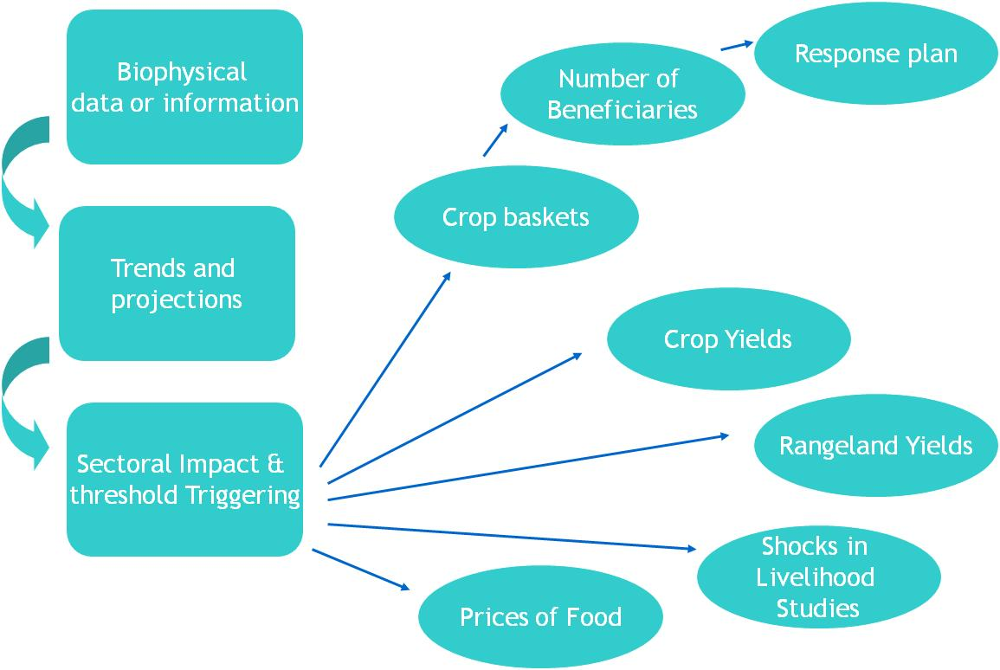 Biophysical
data or information
Trends and
projections
Sectoral Impact &
threshold Triggering
Response plan
Number of
Beneficiaries
Crop baskets
Crop Yields
Rangeland Yields
Shocks in
Livelihood
Studies
Prices of Food